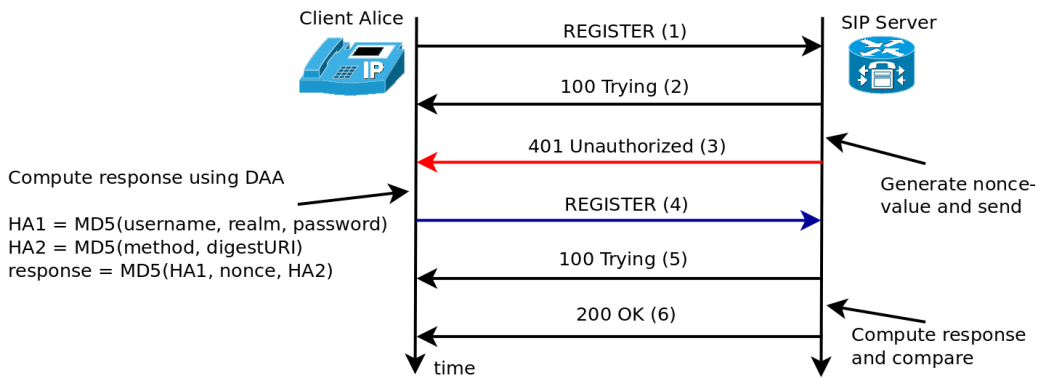 Client Alice
SIP Server
IP
REGISTER (1)
100 Trying (2)
401 Unauthorized (3)
Generate nonce-
value and send
Compute response using DAA
HA1 = MD5(username, realm, password)
HA2 = MD5(method, digestURI)
response = MD5(HA1, nonce, HA2)
REGISTER (4)
100 Trying (5)
200 OK (6)
Compute response
and compare
time